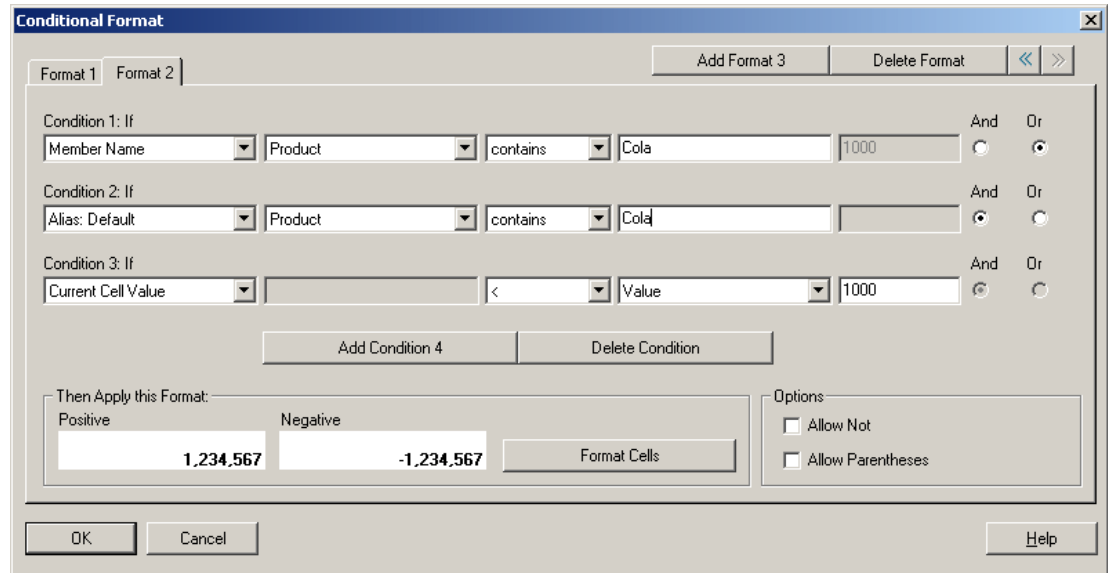 Conditional Format
Add Format 3 Delete Format
Format 1 Format 2
Condition 1: If And Or
Member Name Product contains Cola 1000
Condition 2: If And Or
Alias: Default Product contains Cola
Condition 3: If And Or
Current Cell Value < Value 1000
Add Condition 4 Delete Condition
Then Apply this Format: Options
Positive Negative Allow Not
1,234,567 -1,234,567 Format Cells Allow Parentheses
OK Cancel Help